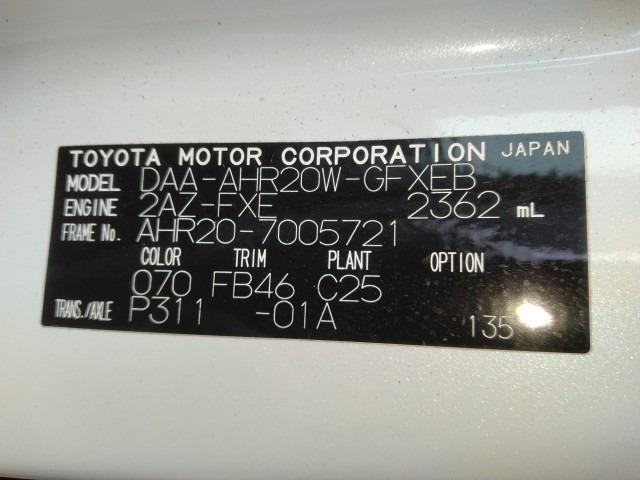 TOYOTA MOTOR CORPORATION JAPAN
MODEL DAA-AHR20W-GFXEB
ENGINE 2AZ-FXE 2362 mL
FRAME No. AHR20-7005721
COLOR TRIM PLANT OPTION
070 FB46 C25
TRANS./AXLE P311 -01A 135